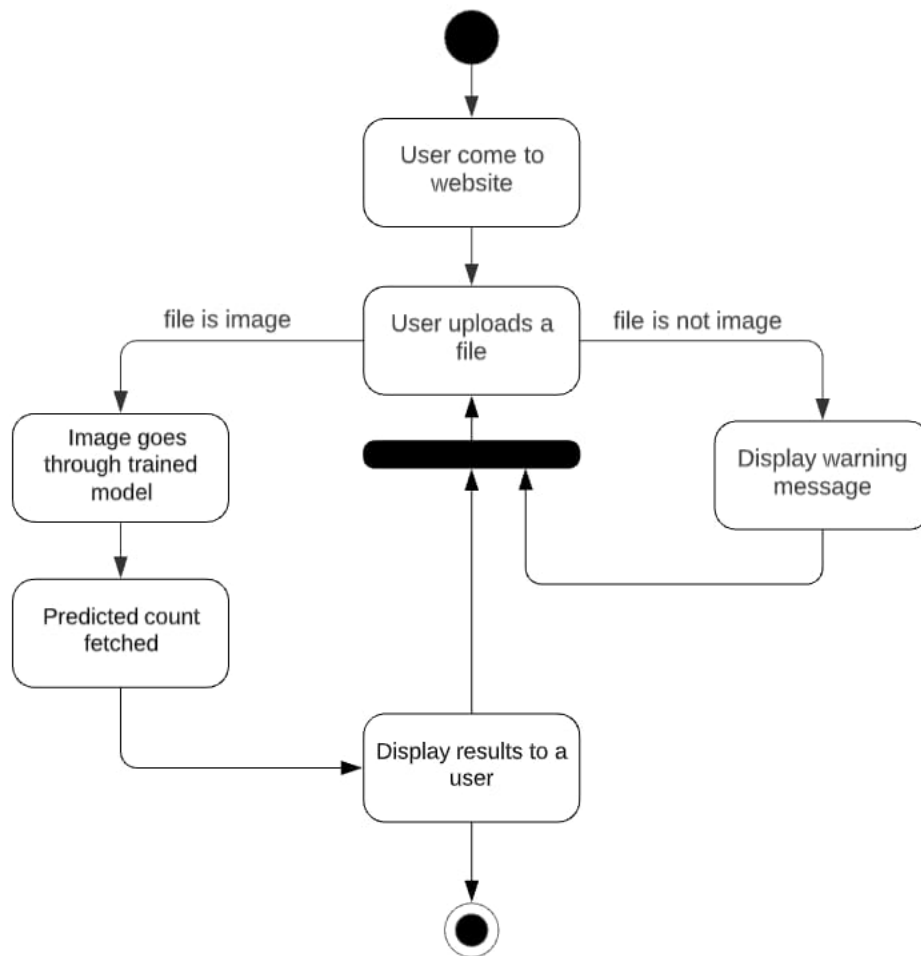 User come to
website
file is image
User uploads a
file
file is not image
Image goes
through trained
model
Display warning
message
Predicted count
fetched
Display results to a
user